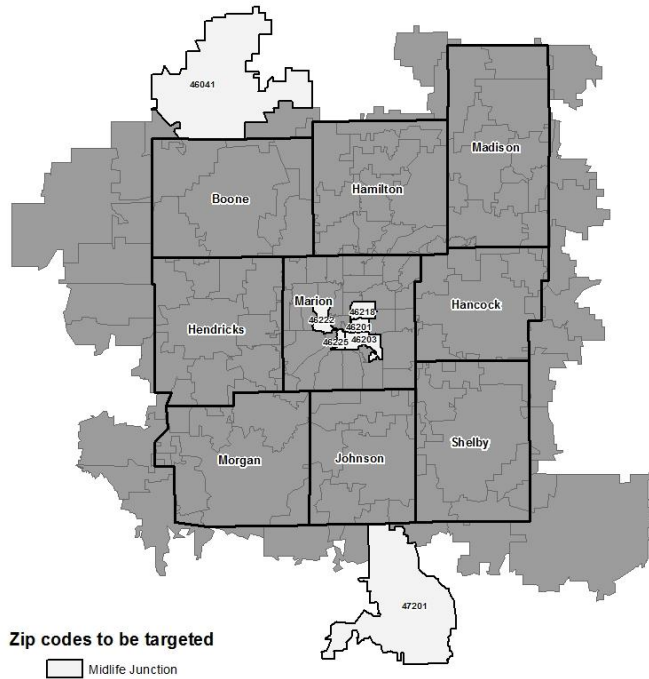 46041
Madison
Hamilton
Boone
Marion
Hancock
46218
46222
46201
Hendricks
46225
46203
Shelby
Morgan
Johnson
47201
Zip codes to be targeted
Midlife Junction